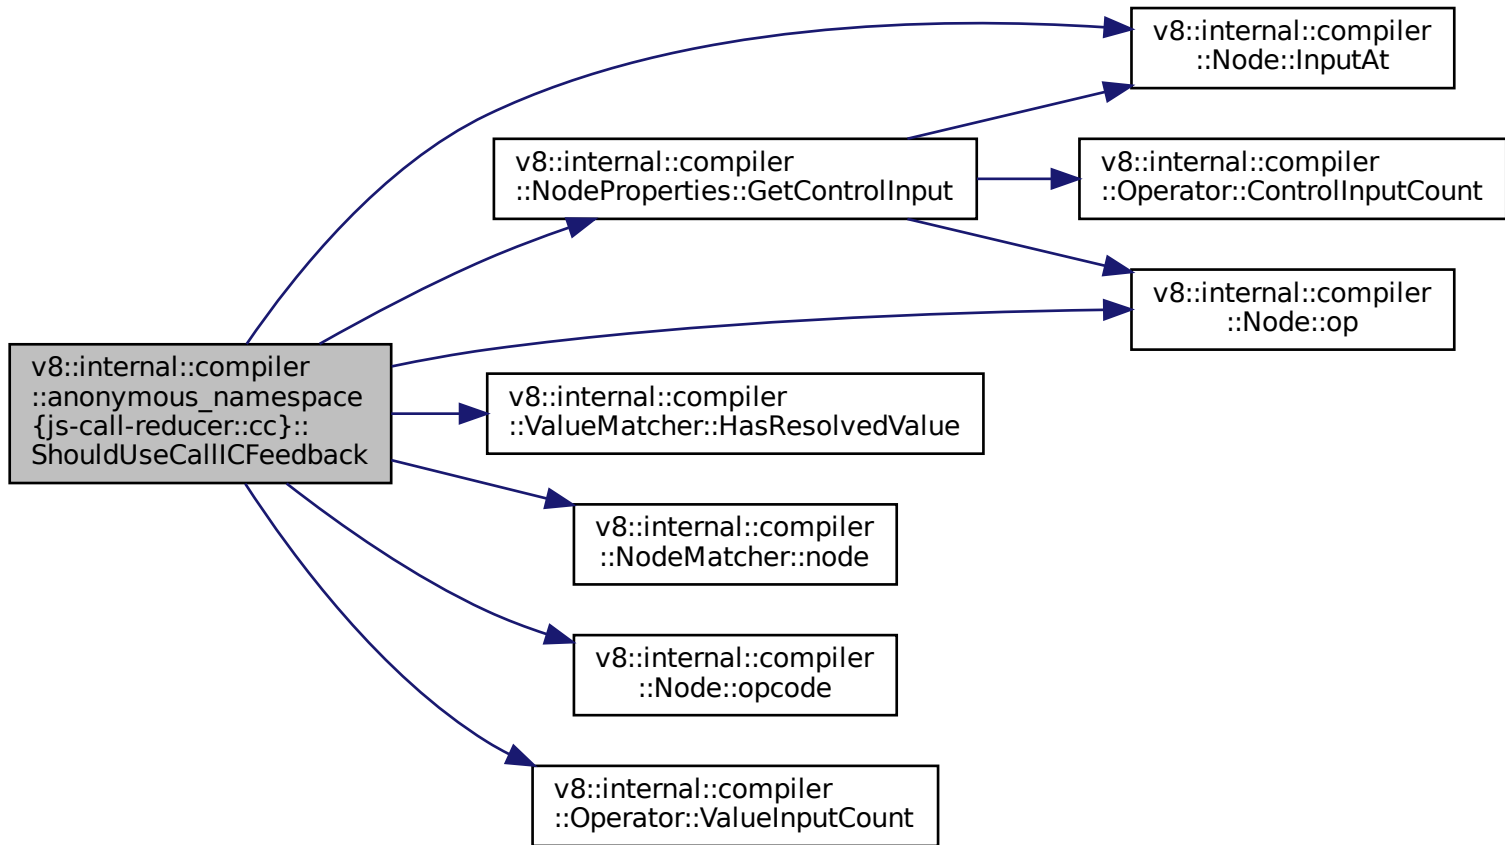 v8::internal::compiler
::Node::InputAt
v8::internal::compiler
::NodeProperties::GetControlInput
v8::internal::compiler
::Operator::ControlInputCount
v8::internal::compiler
::Node::op
v8::internal::compiler
::anonymous_namespace
{js-call-reducer::cc}::
ShouldUseCallICFeedback
v8::internal::compiler
::ValueMatcher::HasResolvedValue
v8::internal::compiler
::NodeMatcher::node
v8::internal::compiler
::Node::opcode
v8::internal::compiler
::Operator::ValueInputCount